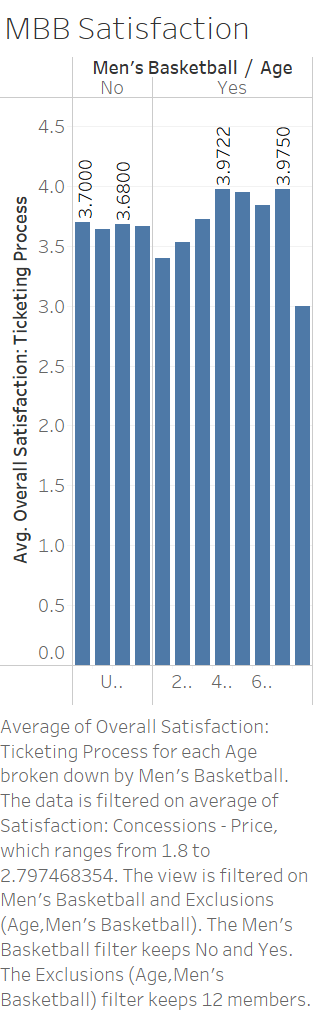 MBB Satisfaction
Men's Basketball / Age
No Yes
4.5
4.0
3.5
3.0
2.5
2.0
1.5
1.0
0.5
0.0
Avg. Overall Satisfaction: Ticketing Process
3.7000
3.6800
3.9722
3.9750
U.. 2.. 4.. 6..
Average of Overall Satisfaction:
Ticketing Process for each Age
broken down by Men's Basketball.
The data is filtered on average of
Satisfaction: Concessions - Price,
which ranges from 1.8 to
2.797468354. The view is filtered on
Men's Basketball and Exclusions
(Age,Men's Basketball). The Men's
Basketball filter keeps No and Yes.
The Exclusions (Age,Men's
Basketball) filter keeps 12 members.